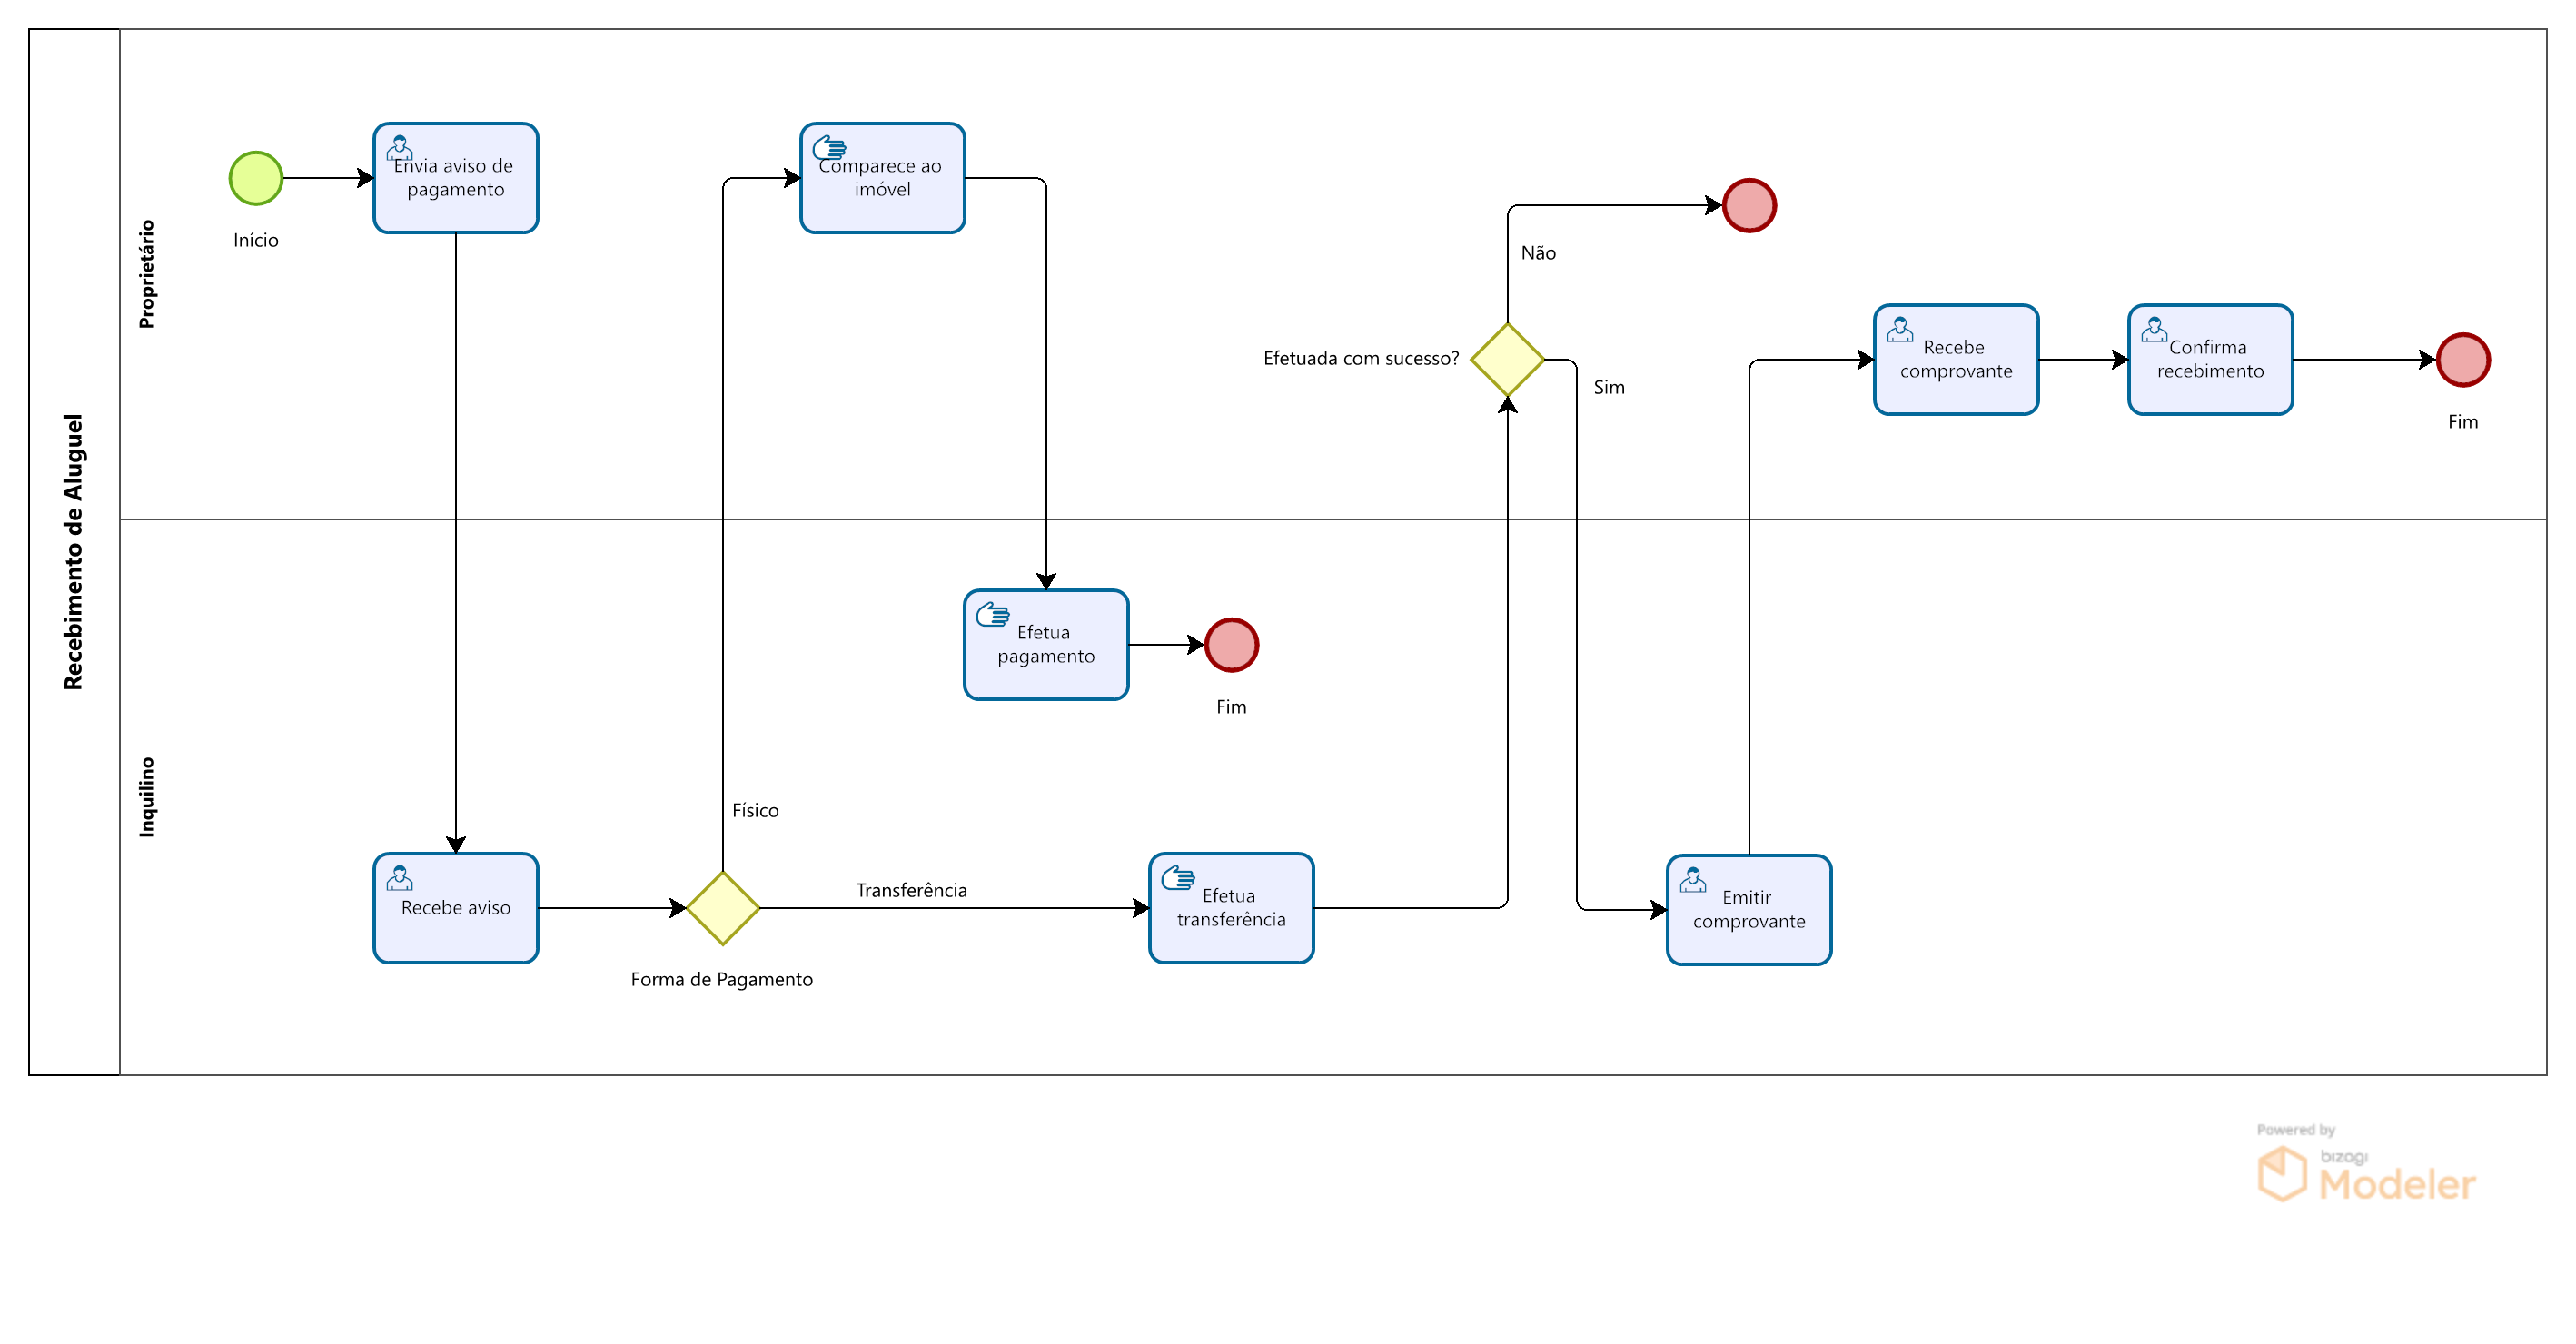 Recebimento de Aluguel
Proprietário
Início
Envia aviso de
pagamento
Comparece ao
imóvel
Não
Efetuada com sucesso?
Sim
Recebe
comprovante
Confirma
recebimento
Fim
Inquilino
Efetua
pagamento
Fim
Físico
Recebe aviso
Forma de Pagamento
Transferência
Efetua
transferência
Emitir
comprovante
Powered by
bizagi
Modeler